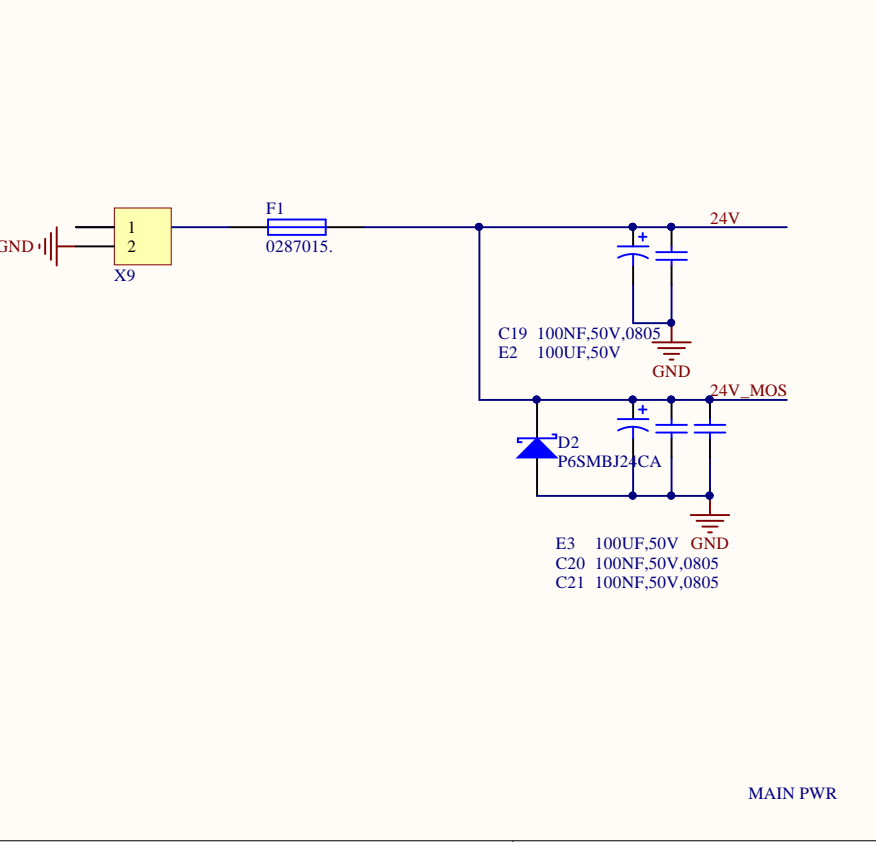 F1
24V
1
GND
2
0287015.
X9
C19 100NF,50V,0805
E2 100UF,50V
GND
24V_MOS
D2
P6SMBJ24CA
E3 100UF,50V GND
C20 100NF,50V,0805
C21 100NF,50V,0805
MAIN PWR